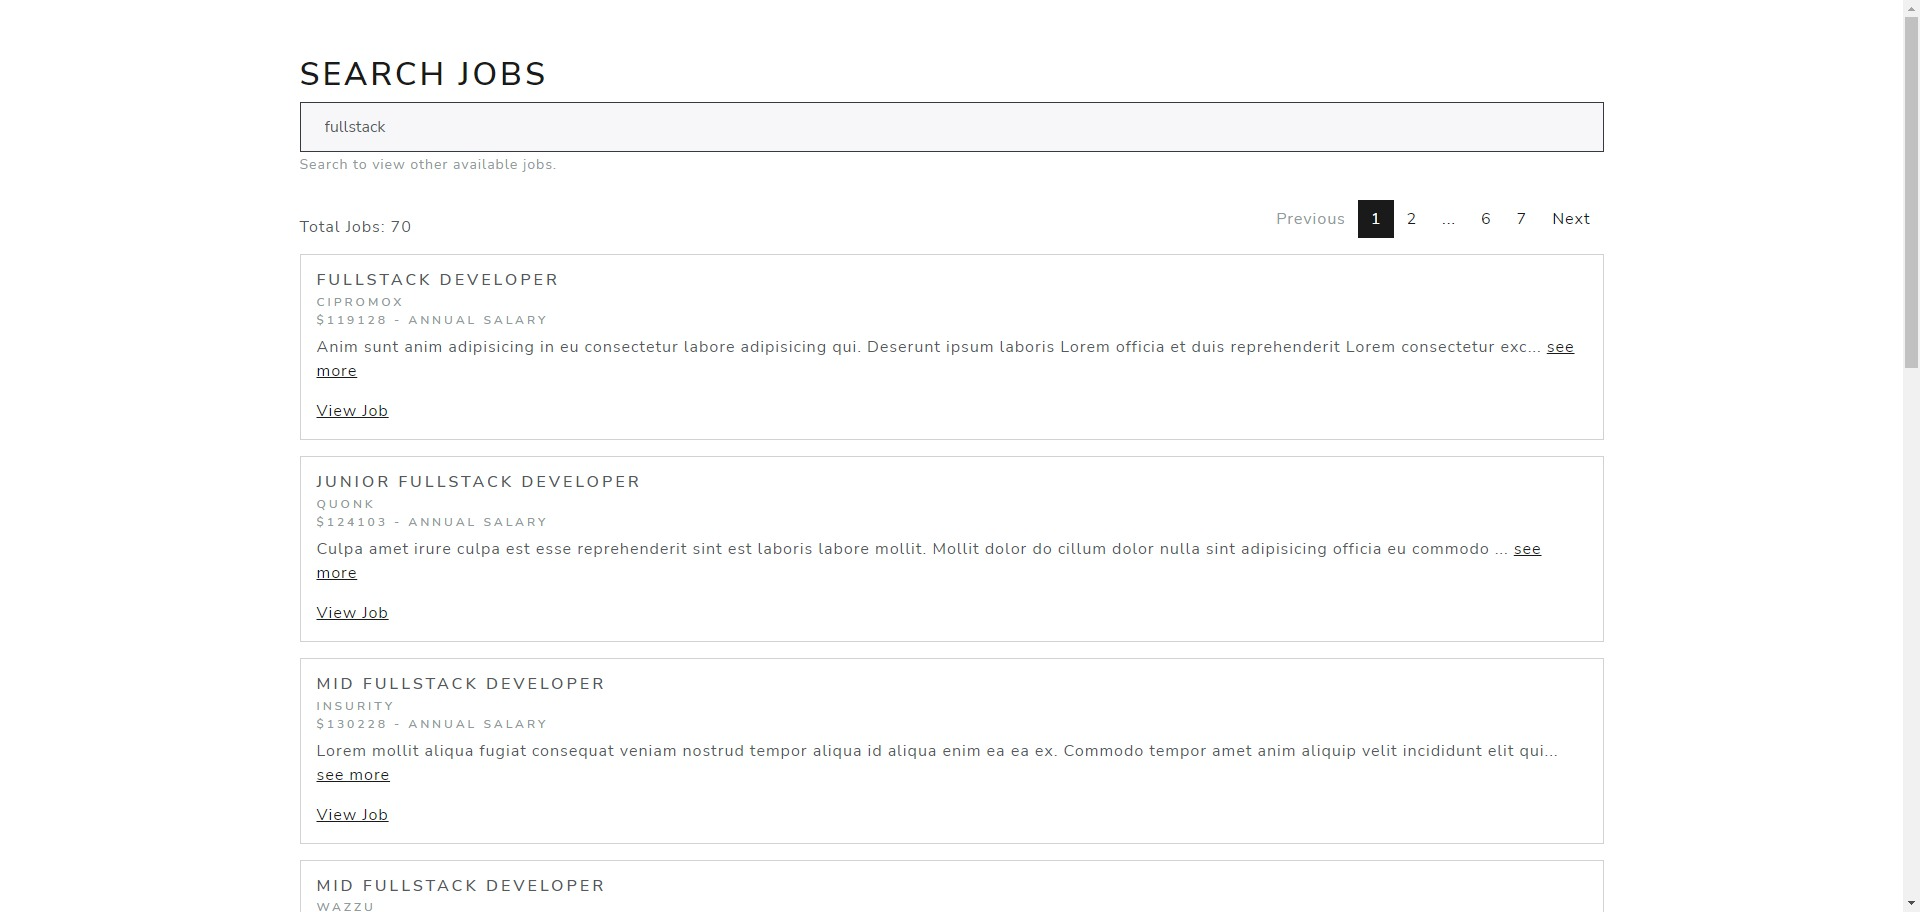 SEARCH JOBS
fullstack
Search to view other available jobs.
Total Jobs: 70
Previous 1 2 ... 6 7 Next
FULLSTACK DEVELOPER
CIPROMOX
$119128 - ANNUAL SALARY
Anim sunt anim adipisicing in eu consectetur labore adipisicing qui. Deserunt ipsum laboris Lorem officia et duis reprehenderit Lorem consectetur exc... see
more
View Job
JUNIOR FULLSTACK DEVELOPER
QUONK
$124103 - ANNUAL SALARY
Culpa amet irure culpa est esse reprehenderit sint est laboris labore mollit. Mollit dolor do cillum dolor nulla sint adipisicing officia eu commodo ... see
more
View Job
MID FULLSTACK DEVELOPER
INSURITY
$130228 - ANNUAL SALARY
Lorem mollit aliqua fugiat consequat veniam nostrud tempor aliqua id aliqua enim ea ea ex. Commodo tempor amet anim aliquip velit incididunt elit qui...
see more
View Job
MID FULLSTACK DEVELOPER
WAZZU